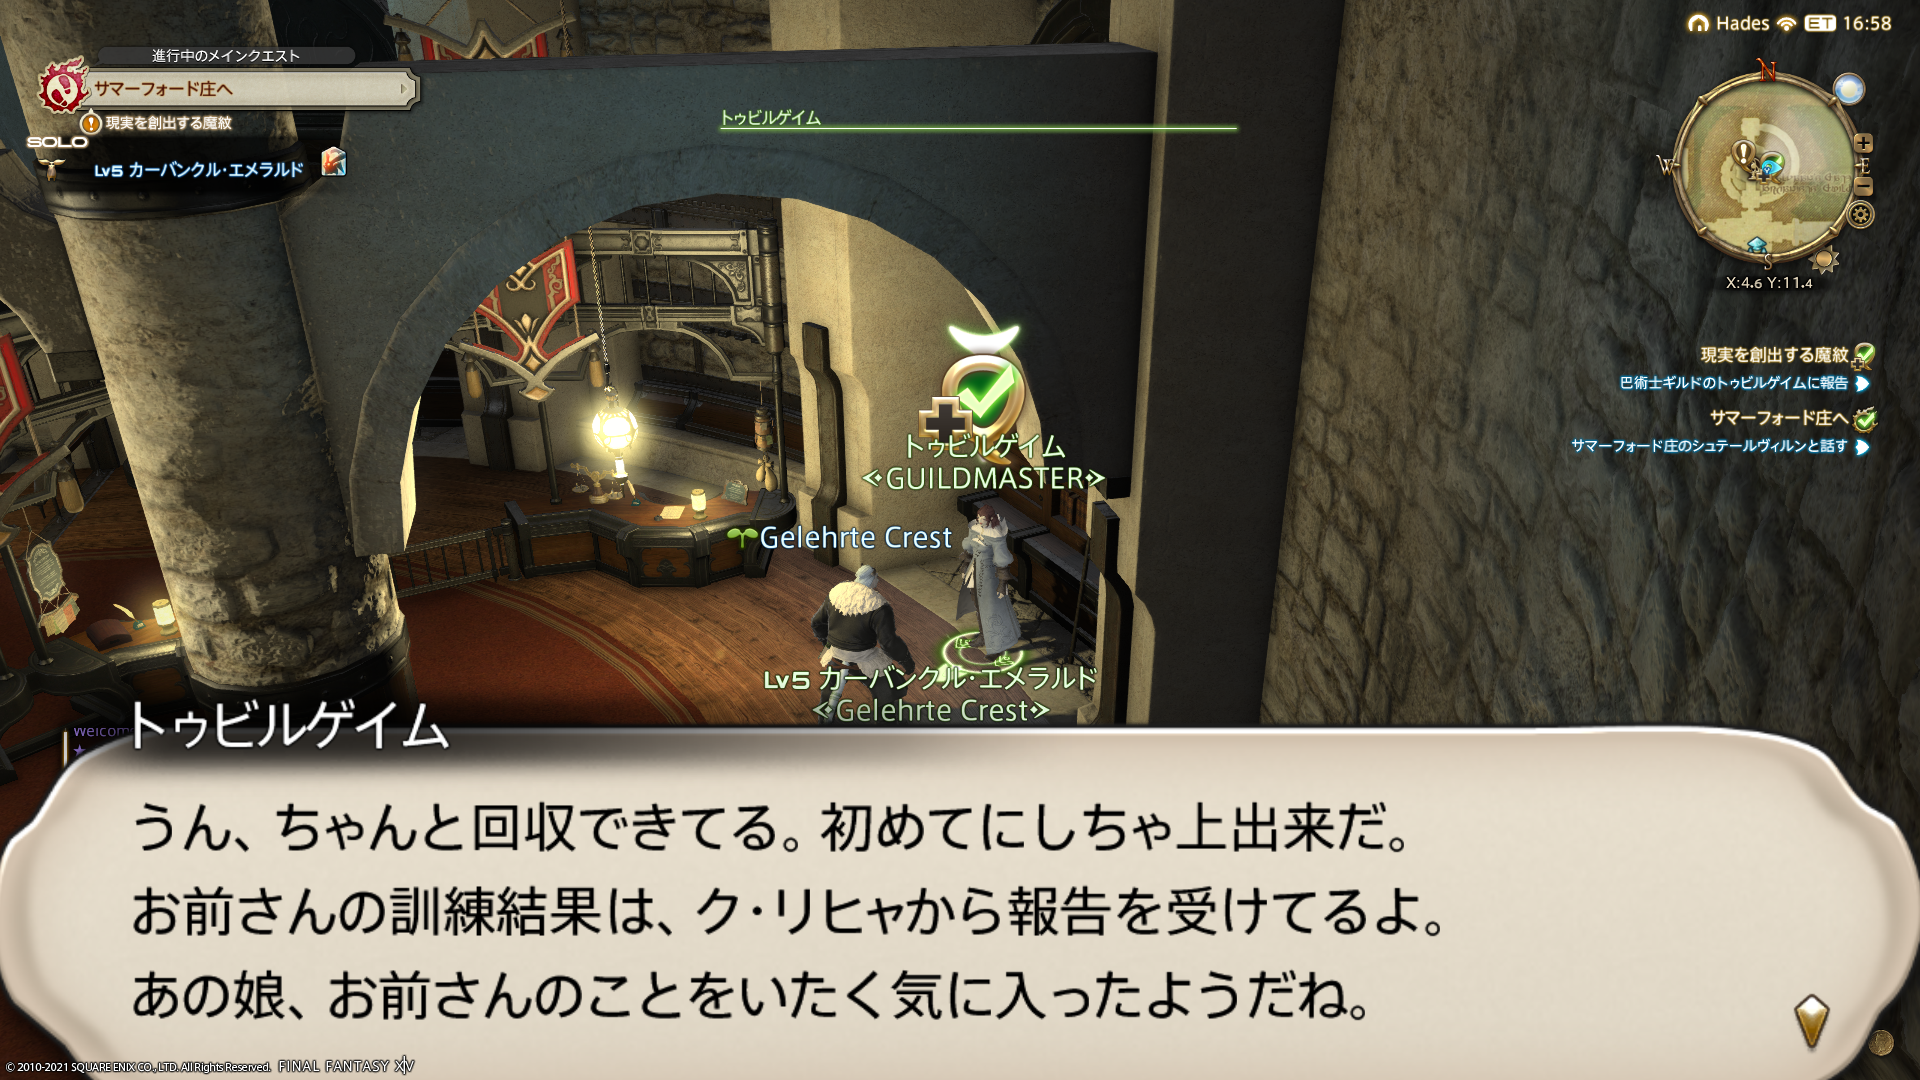 進行中のメインクエスト
サマーフォード庄へ
現実を創出する魔紋
SOLO
Lv5 カーバンクル・エメラルド
トゥビルゲイム
Hades ET 16:58
N
W
E
S
X:4.6 Y:11.4
現実を創出する魔紋
巴術士ギルドのトゥビルゲイムに報告
サマーフォード庄へ
サマーフォード庄のシュテールヴィルンと話す
トゥビルゲイム
<GUILDMASTER>
Gelehrte Crest
Lv5 カーバンクル・エメラルド
<Gelehrte Crest>
トゥビルゲイム
うん、ちゃんと回収できてる。初めてにしちゃ上出来だ。
お前さんの訓練結果は、ク・リヒャから報告を受けてるよ。
あの娘、お前さんのことをいたく気に入ったようだね。
© 2010-2021 SQUARE ENIX CO., LTD. All Rights Reserved. FINAL FANTASY XIV